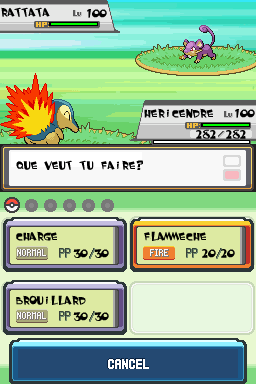 RATTATA Lv 100
HP:
HERICENDRE Lv 100
HP:
282/282
QUE VEUT TU FAIRE?
CHARGE
NORMAL PP 30/30
FLAMMECHE
FIRE PP 20/20
BROUILLARD
NORMAL PP 30/30
CANCEL